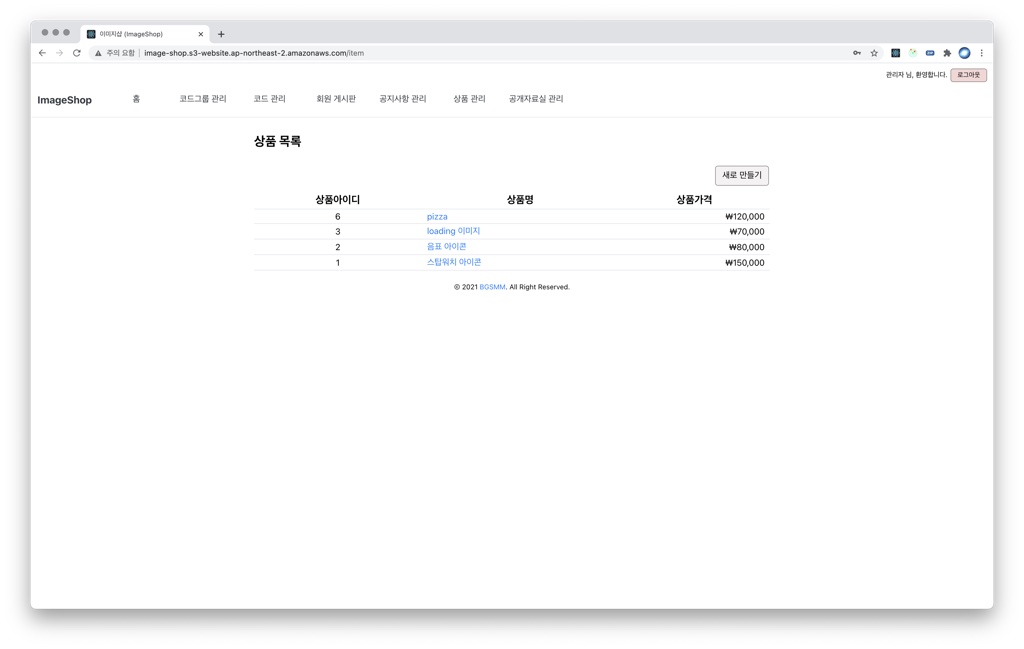 이미지샵 (ImageShop)
주의 요함 image-shop.s3-website.ap-northeast-2.amazonaws.com/item
관리자 님, 환영합니다. 로그아웃
ImageShop 홈 코드그룹 관리 코드 관리 회원 게시판 공지사항 관리 상품 관리 공개자료실 관리
상품 목록
새로 만들기
상품아이디 상품명 상품가격
6 pizza ₩120,000
3 loading 이미지 ₩70,000
2 음표 아이콘 ₩80,000
1 스탑워치 아이콘 ₩150,000
© 2021 BGSMM. All Right Reserved.